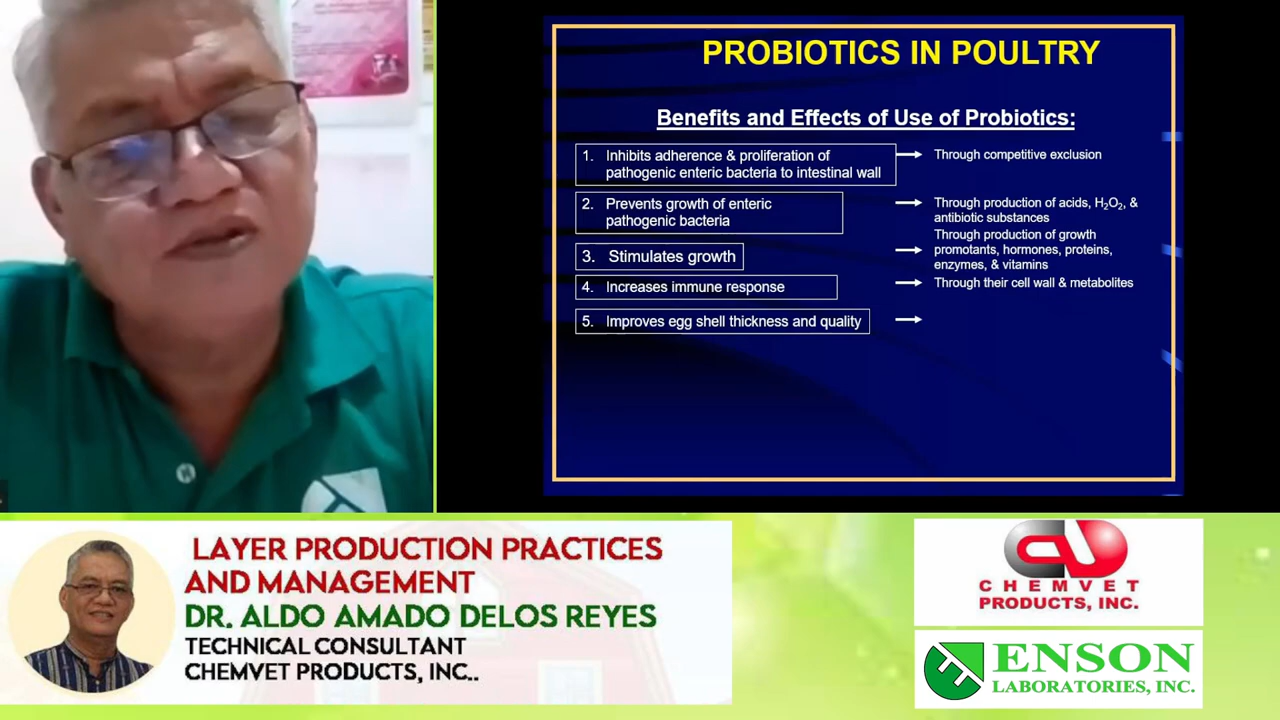 PROBIOTICS IN POULTRY
Benefits and Effects of Use of Probiotics:
1. Inhibits adherence & proliferation of
pathogenic enteric bacteria to intestinal wall
Through competitive exclusion
2. Prevents growth of enteric
pathogenic bacteria
Through production of acids, H₂O₂, &
antibiotic substances
3. Stimulates growth
Through production of growth
promotants, hormones, proteins,
enzymes, & vitamins
4. Increases immune response
Through their cell wall & metabolites
5. Improves egg shell thickness and quality
LAYER PRODUCTION PRACTICES
AND MANAGEMENT
DR. ALDO AMADO DELOS REYES
TECHNICAL CONSULTANT
CHEMVET PRODUCTS, INC..
CHEMVET
PRODUCTS, INC.
ENSON
LABORATORIES, INC.